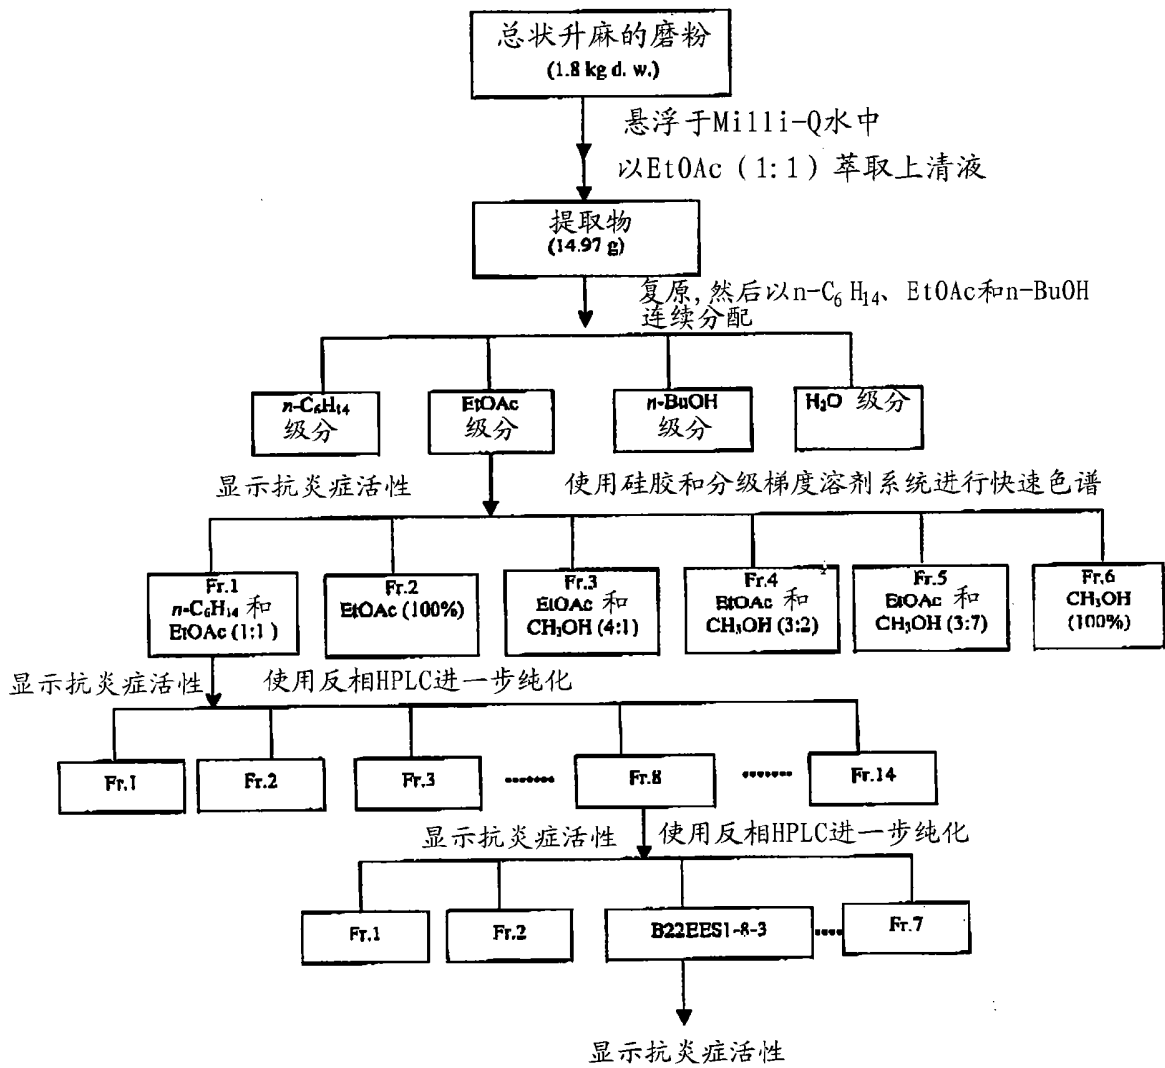 总状升麻的磨粉
(1.8 kg d. w.)
悬浮于Milli-Q水中
以EtOAc（1:1）萃取上清液
提取物
(14.97 g)
复原,然后以n-C₆H₁₄、EtOAc和n-BuOH
连续分配
n-C₆H₁₄
级分
EtOAc
级分
n-BuOH
级分
H₂O 级分
显示抗炎症活性
使用硅胶和分级梯度溶剂系统进行快速色谱
Fr.1
n-C₆H₁₄ 和
EtOAc (1:1)
Fr.2
EtOAc (100%)
Fr.3
EtOAc 和
CH₃OH (4:1)
Fr.4
EtOAc 和
CH₃OH (3:2)
Fr.5
EtOAc 和
CH₃OH (3:7)
Fr.6
CH₃OH
(100%)
显示抗炎症活性
使用反相HPLC进一步纯化
Fr.1
Fr.2
Fr.3
........
Fr.8
........
Fr.14
显示抗炎症活性
使用反相HPLC进一步纯化
Fr.1
Fr.2
B22EES1-8-3
....
Fr.7
显示抗炎症活性